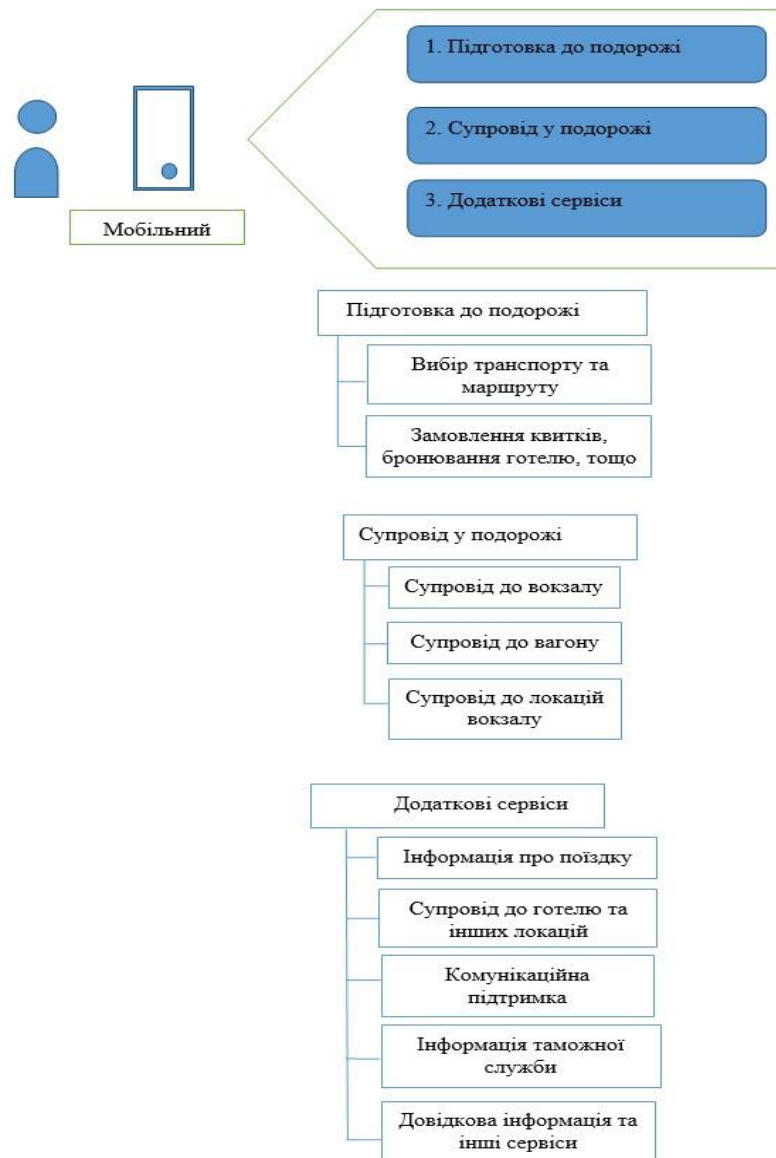 1. Підготовка до подорожі
2. Супровід у подорожі
3. Додаткові сервіси
Мобільний
Підготовка до подорожі
Вибір транспорту та
маршруту
Замовлення квитків,
бронювання готелю, тощо
Супровід у подорожі
Супровід до вокзалу
Супровід до вагону
Супровід до локацій
вокзалу
Додаткові сервіси
Інформація про поїздку
Супровід до готелю та
інших локацій
Комунікаційна
підтримка
Інформація таможної
служби
Довідкова інформація та
інші сервіси